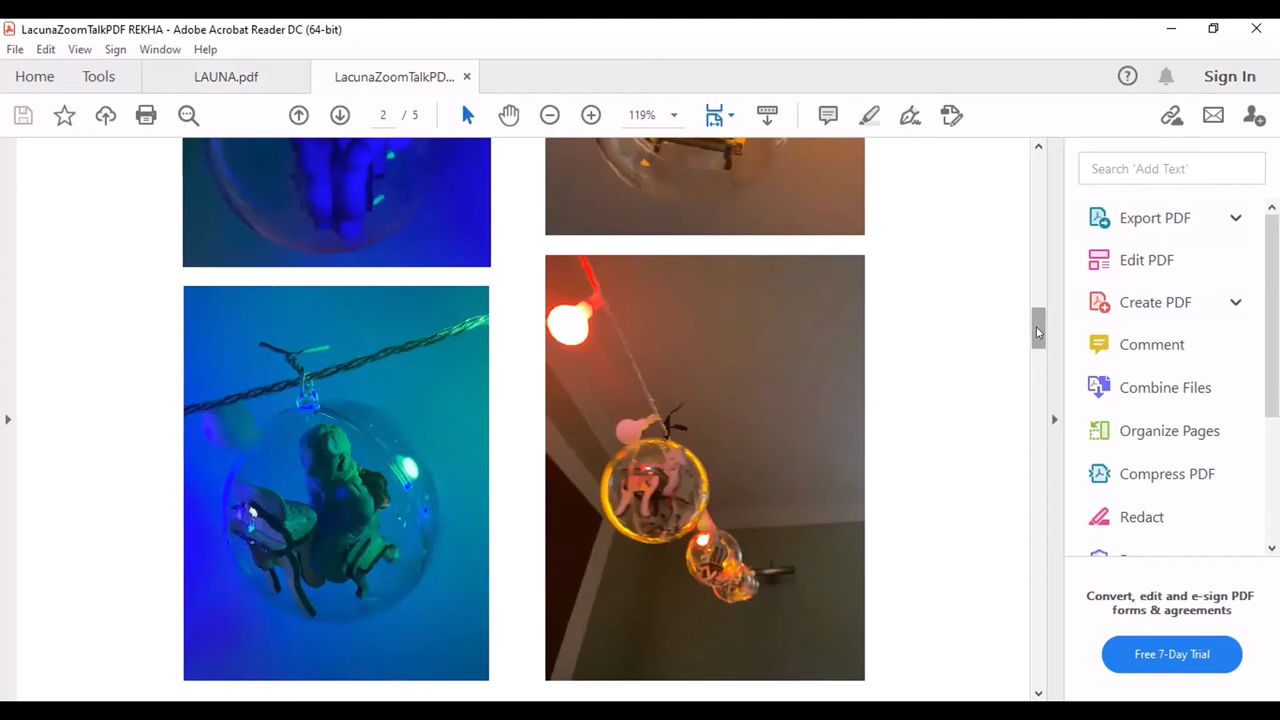 LacunaZoomTalkPDF REKHA - Adobe Acrobat Reader DC (64-bit)
File Edit View Sign Window Help
Home Tools LAUNA.pdf LacunaZoomTalkPD... Sign In
2 / 5 119%
Search 'Add Text'
Export PDF
Edit PDF
Create PDF
Comment
Combine Files
Organize Pages
Compress PDF
Redact
Convert, edit and e-sign PDF
forms & agreements
Free 7-Day Trial